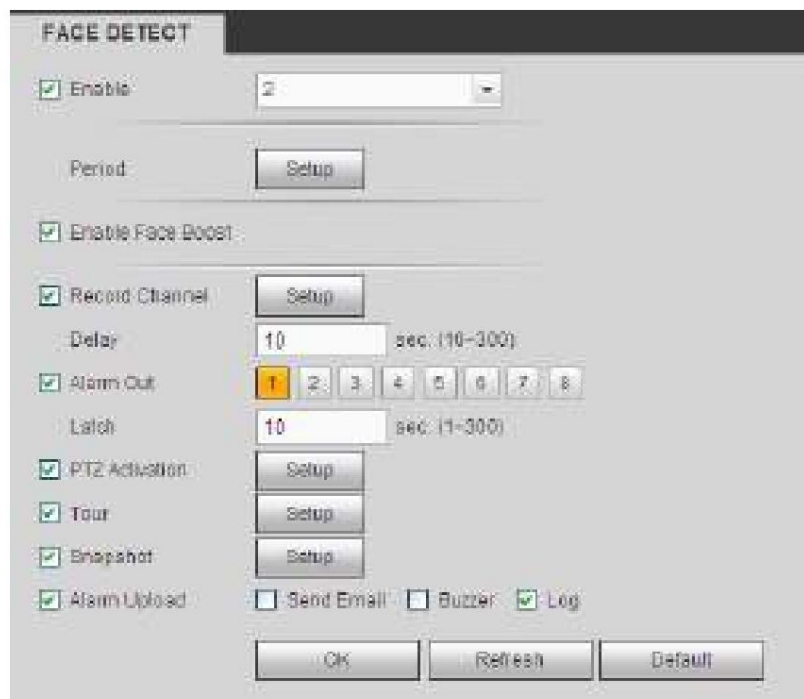 FACE DETECT
Enable 2
Period Setup
Enable Face Boost
Record Channel Setup
Delay 10 sec. (10~300)
Alarm Out 1 2 3 4 5 6 7 8
Latch 10 sec. (1~300)
PTZ Activation Setup
Tour Setup
Snapshot Setup
Alarm Upload Send Email Buzzer Log
OK Refresh Default